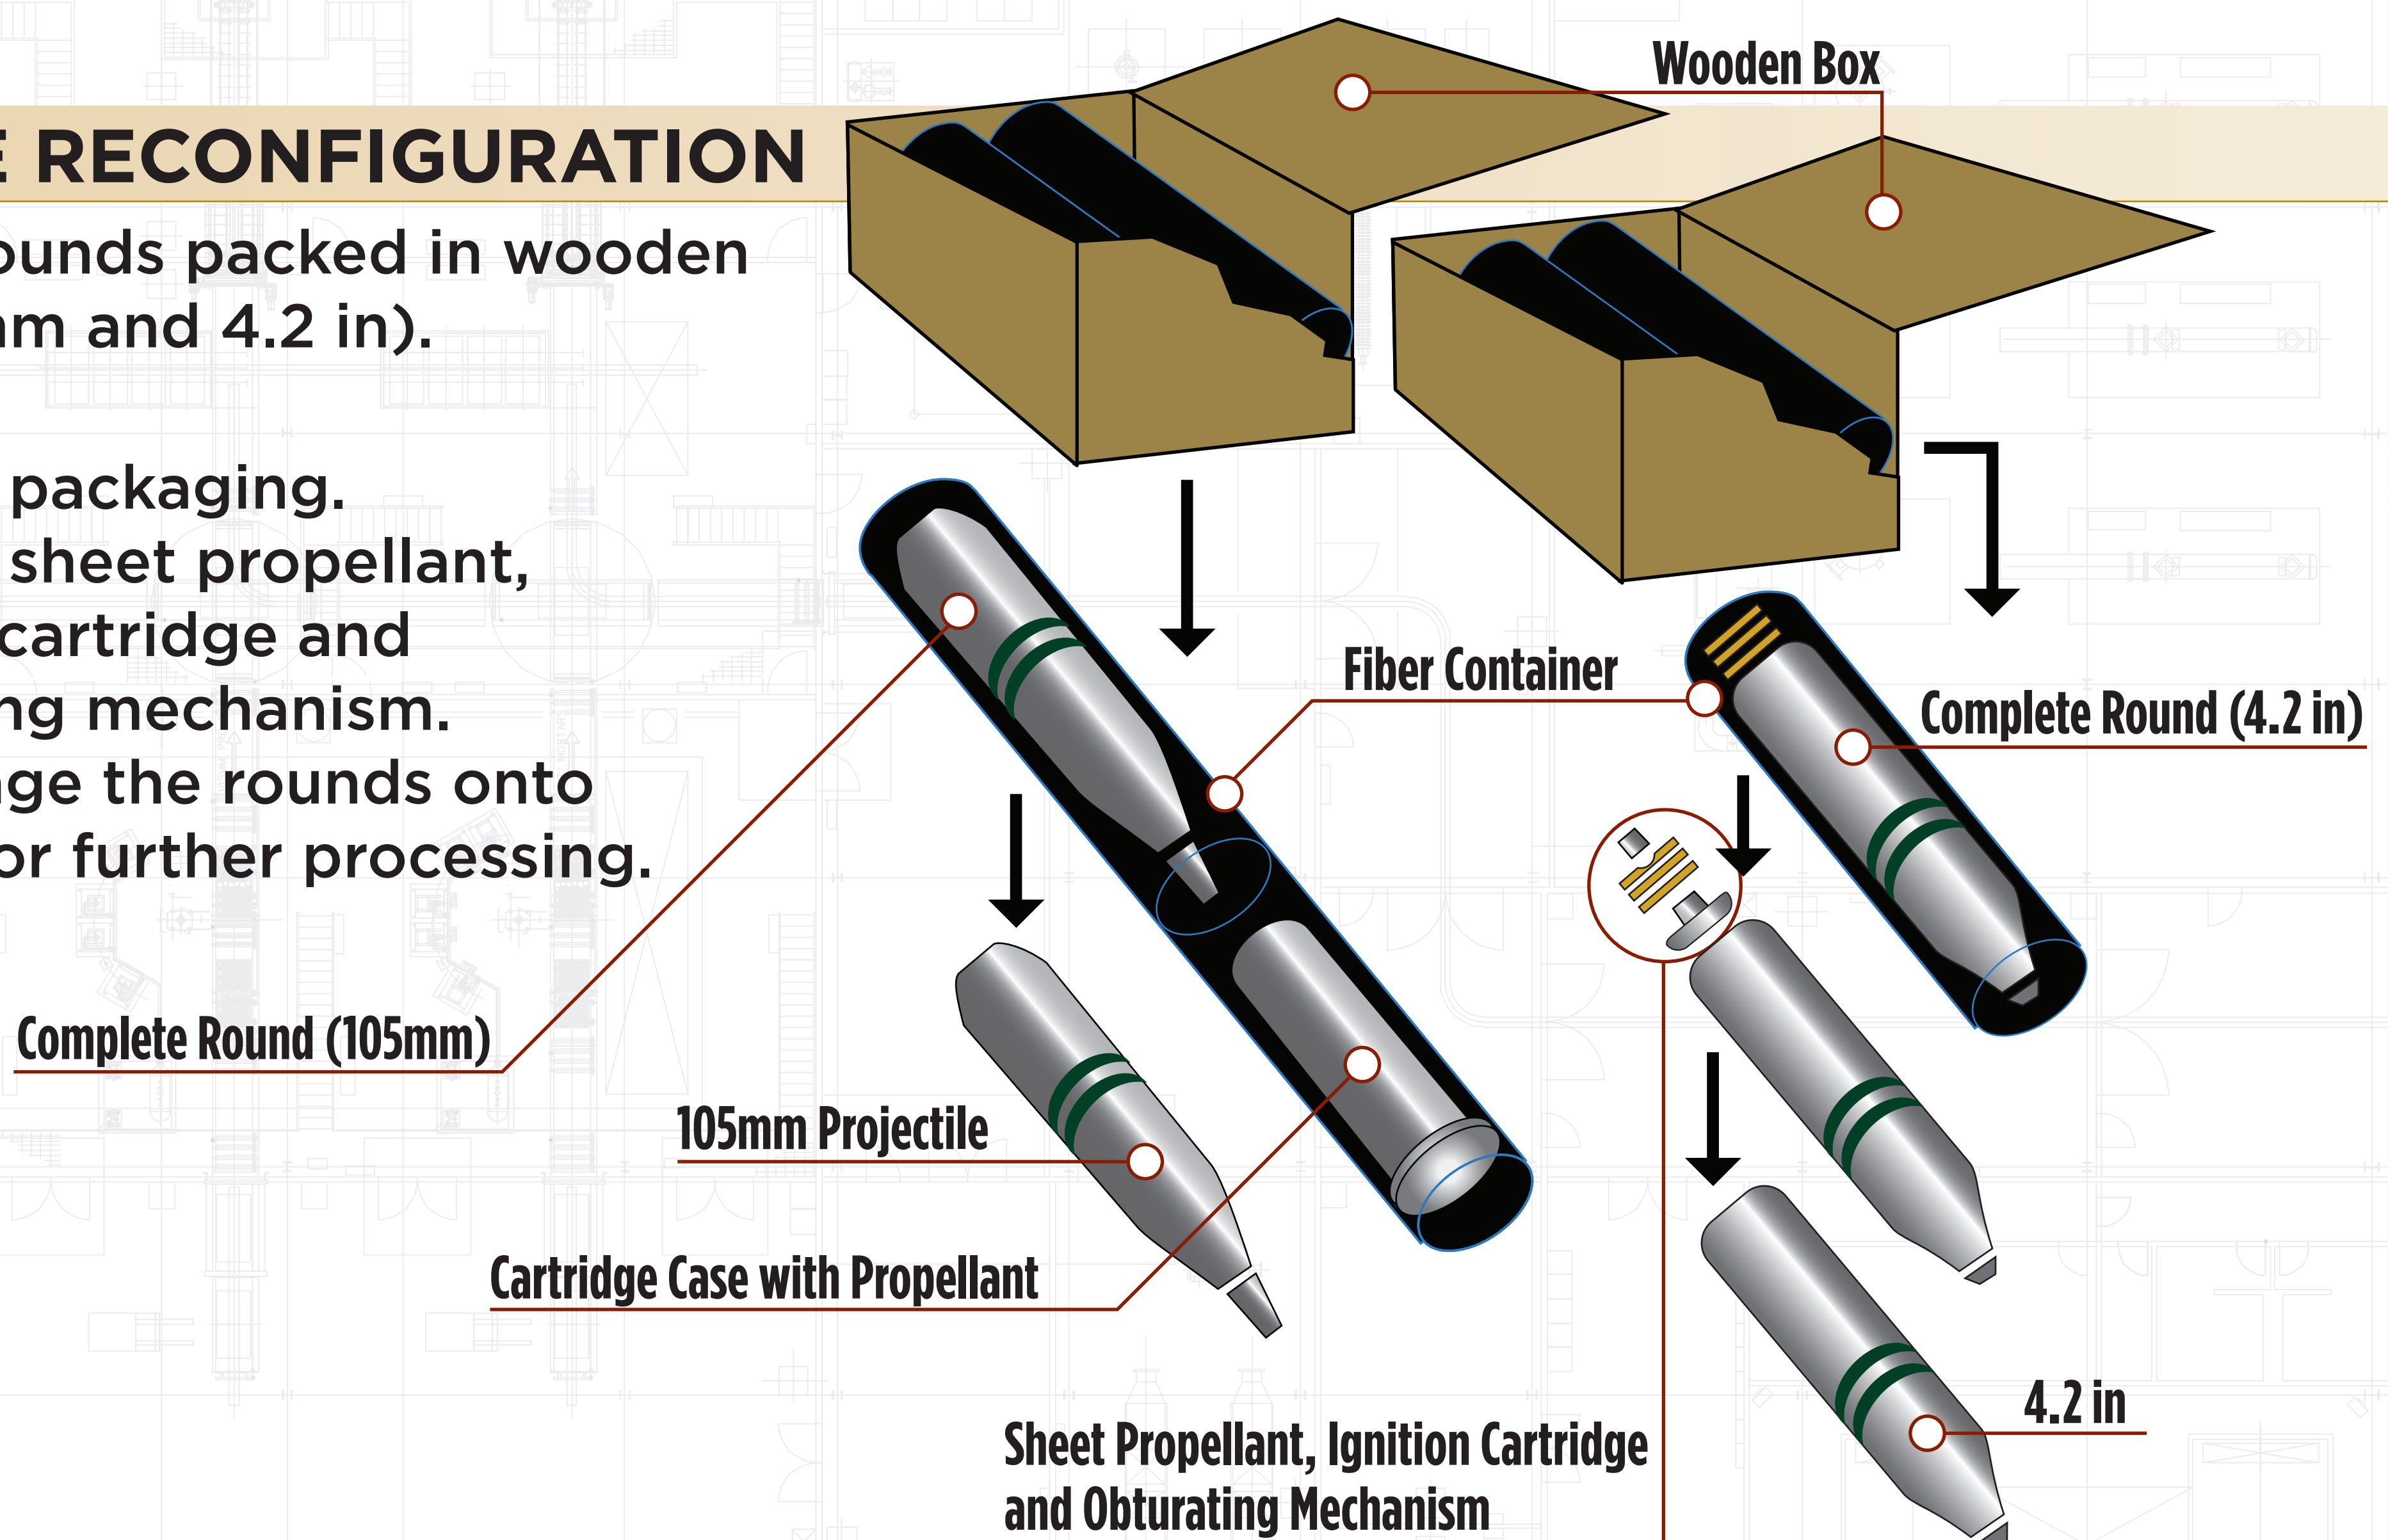 E RECONFIGURATION
ounds packed in wooden
mm and 4.2 in).
packaging.
sheet propellant,
cartridge and
ng mechanism.
age the rounds onto
or further processing.
Wooden Box
Fiber Container
Complete Round (4.2 in)
Complete Round (105mm)
105mm Projectile
Cartridge Case with Propellant
4.2 in
Sheet Propellant, Ignition Cartridge
and Obturating Mechanism